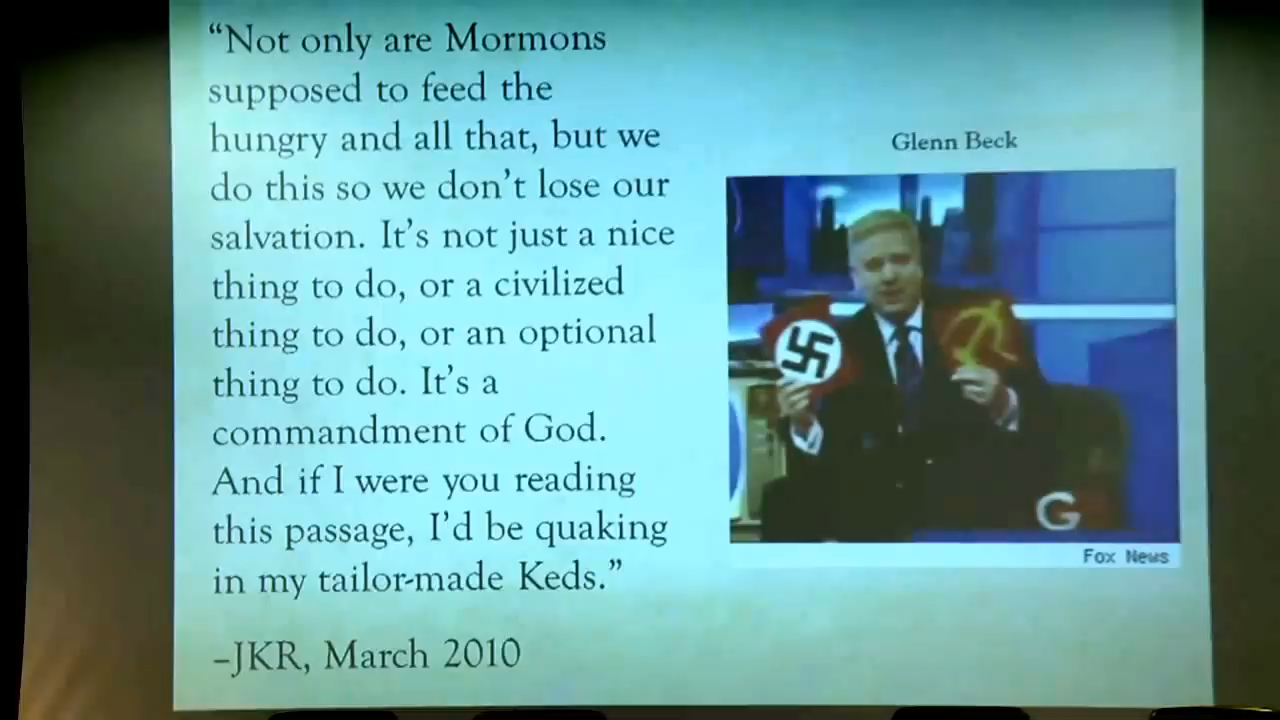 “Not only are Mormons
supposed to feed the
hungry and all that, but we
do this so we don’t lose our
salvation. It’s not just a nice
thing to do, or a civilized
thing to do, or an optional
thing to do. It’s a
commandment of God.
And if I were you reading
this passage, I’d be quaking
in my tailor-made Keds.”
–JKR, March 2010
Glenn Beck
G
Fox News